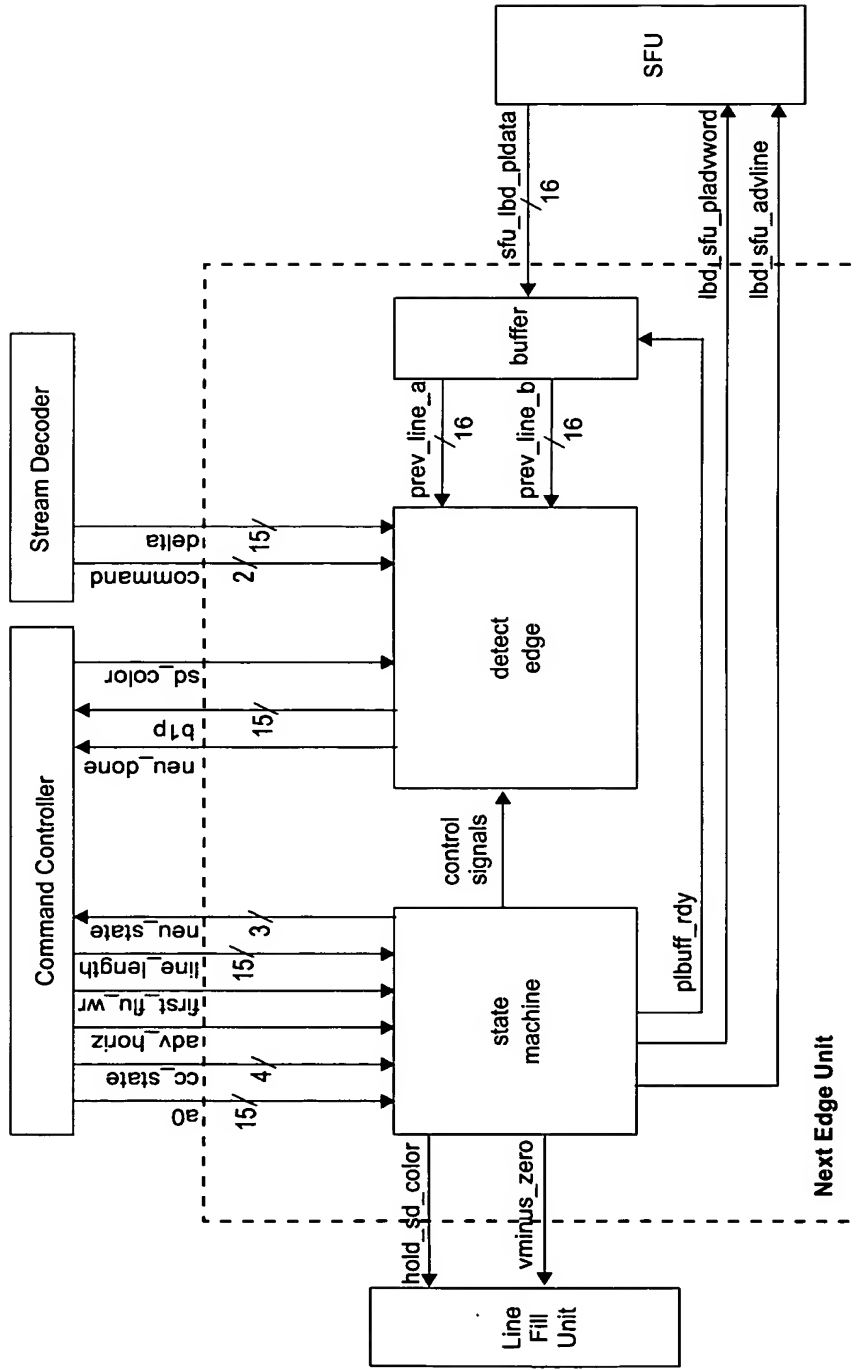 Command Controller
Stream Decoder
a0
15
cc_state
4
adv_horiz
first_flu_wr
line_length
15
neu_state
3
neu_done
b1p
15
sd_color
command
2
delta
15
Line
Fill
Unit
hold_sd_color
vminus_zero
state
machine
control
signals
detect
edge
prev_line_a
16
prev_line_b
16
buffer
sfu_lbd_pldata
16
SFU
lbd_sfu_pladvword
lbd_sfu_advline
plbuff_rdy
Next Edge Unit